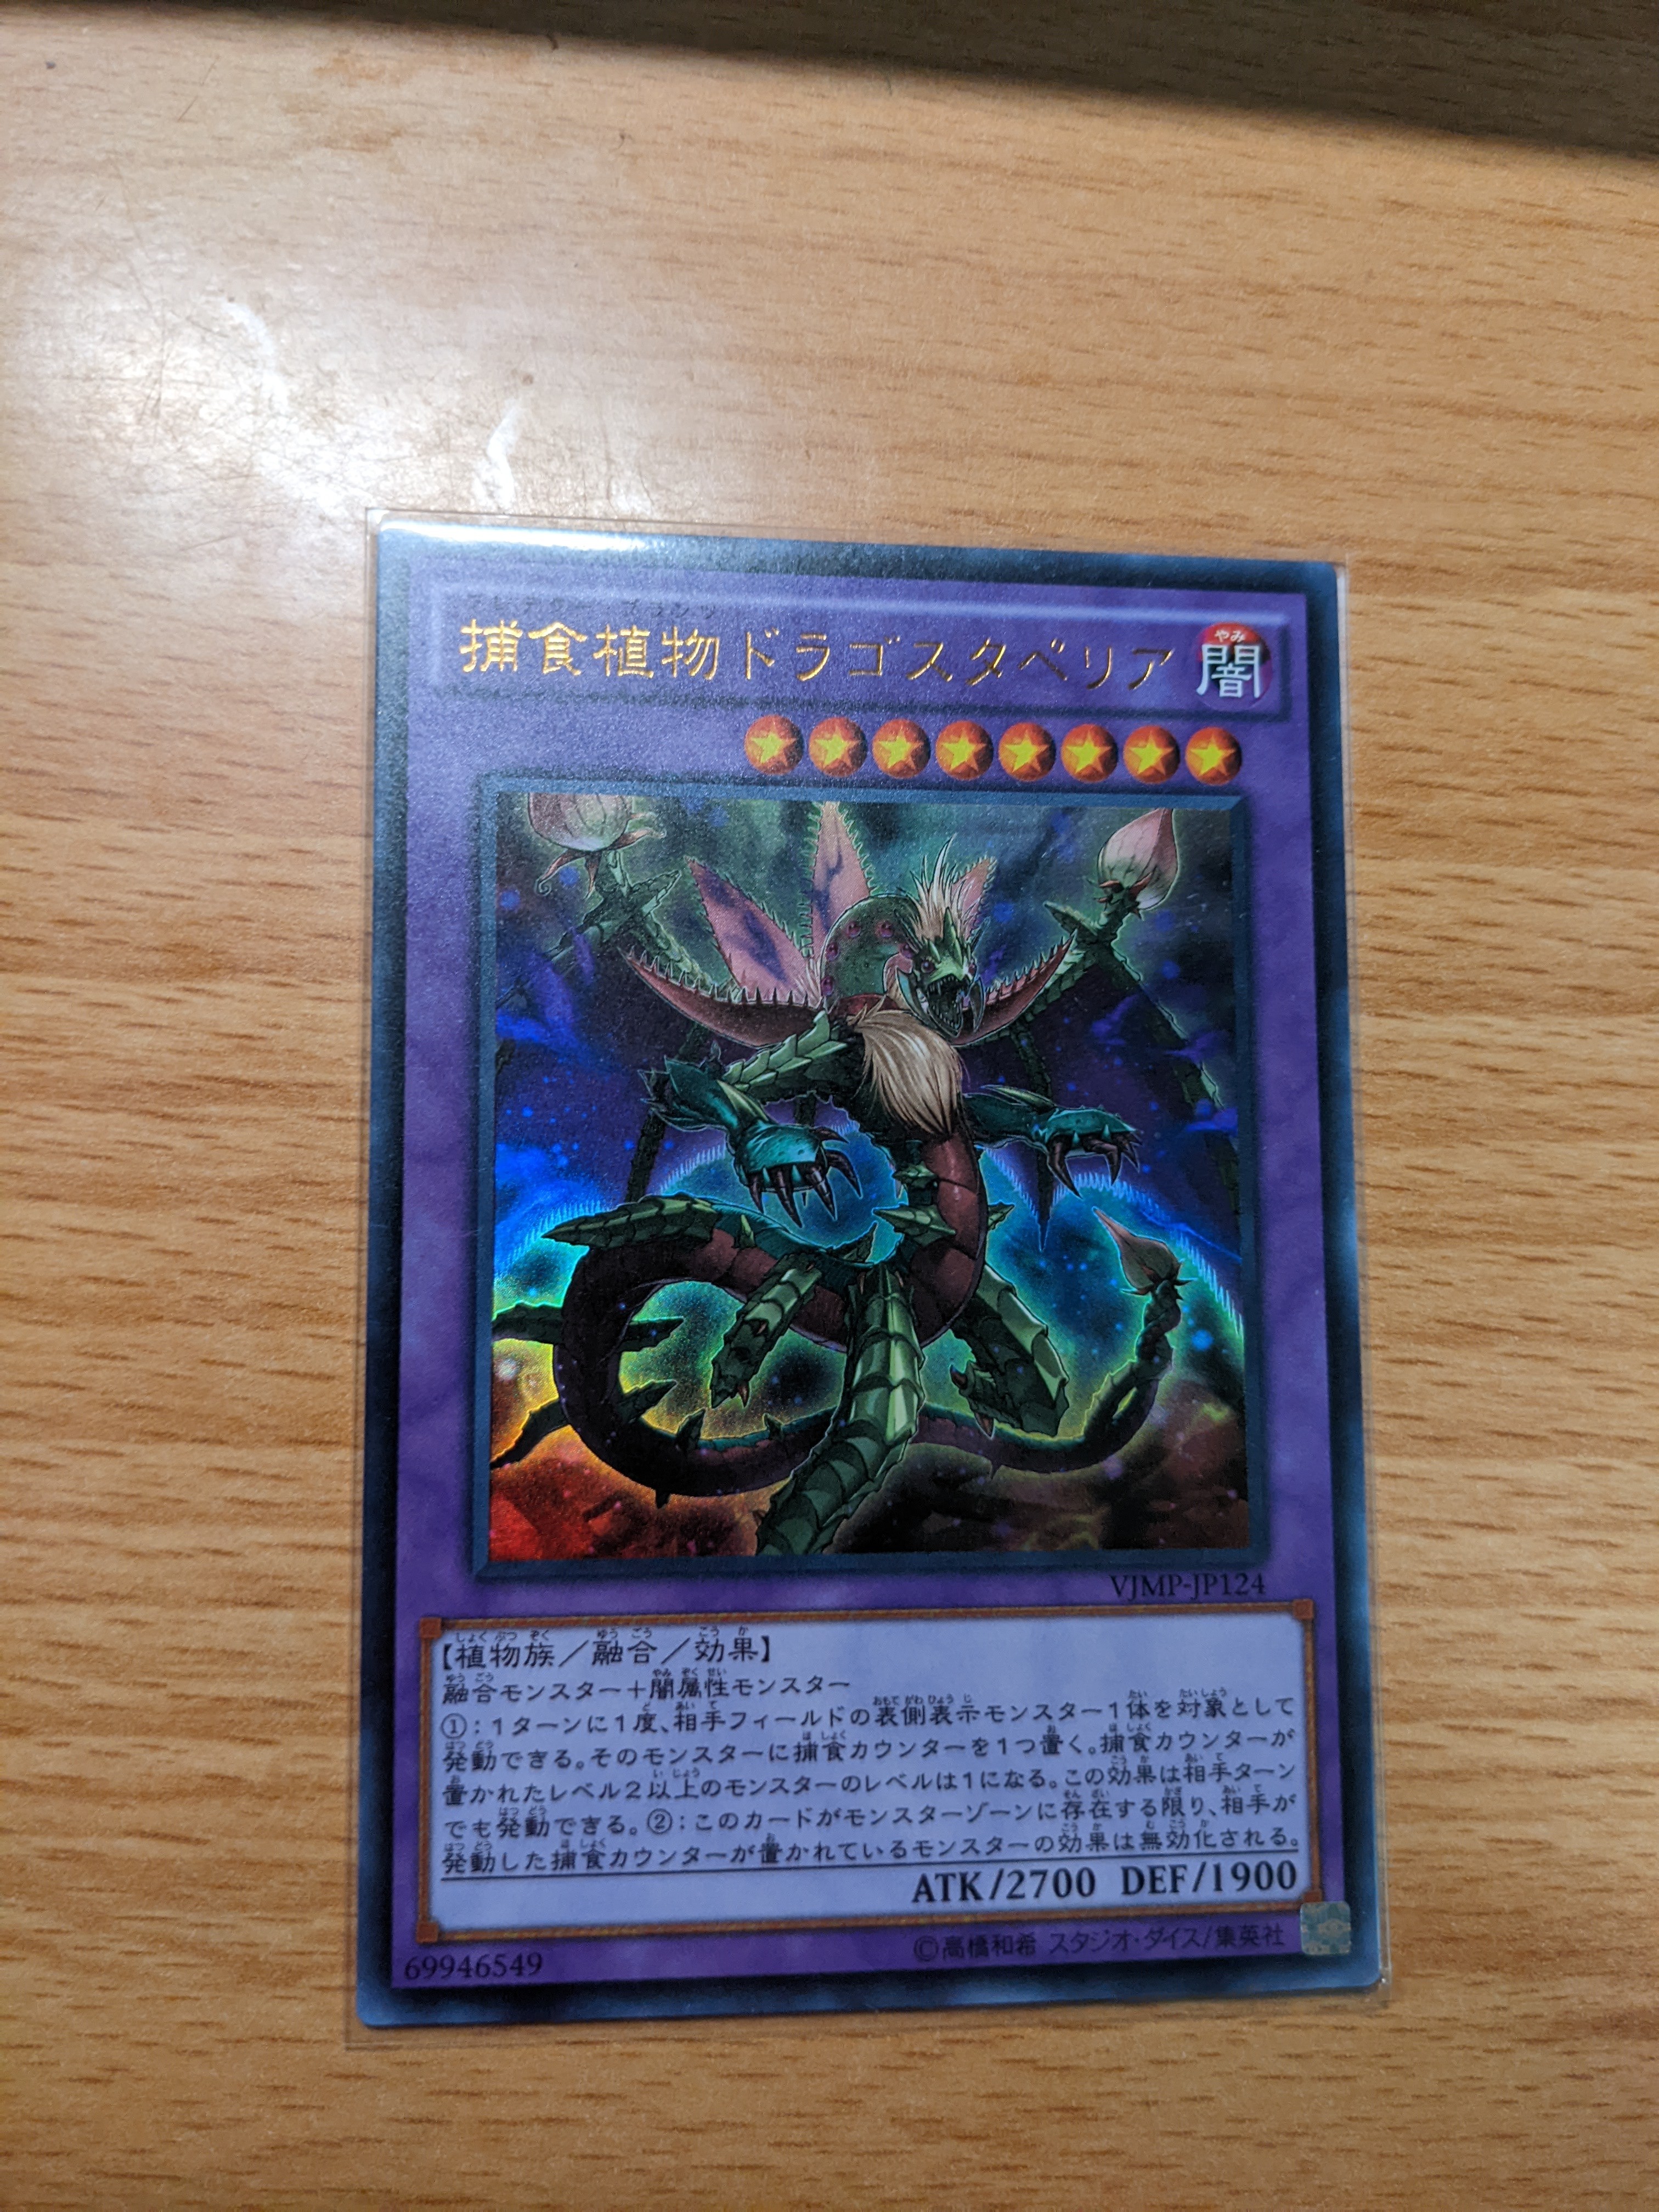 プレデター・プランツ
捕食植物ドラゴスタペリア
やみ
闇
VJMP-JP124
【植物族／融合／効果】
融合モンスター＋闇属性モンスター
①：１ターンに１度、相手フィールドの表側表示モンスター１体を対象として
発動できる。そのモンスターに捕食カウンターを１つ置く。捕食カウンターが
置かれたレベル２以上のモンスターのレベルは１になる。この効果は相手ターン
でも発動できる。②：このカードがモンスターゾーンに存在する限り、相手が
発動した捕食カウンターが置かれているモンスターの効果は無効化される。
ATK/2700 DEF/1900
69946549
©高橋和希 スタジオ・ダイス/集英社